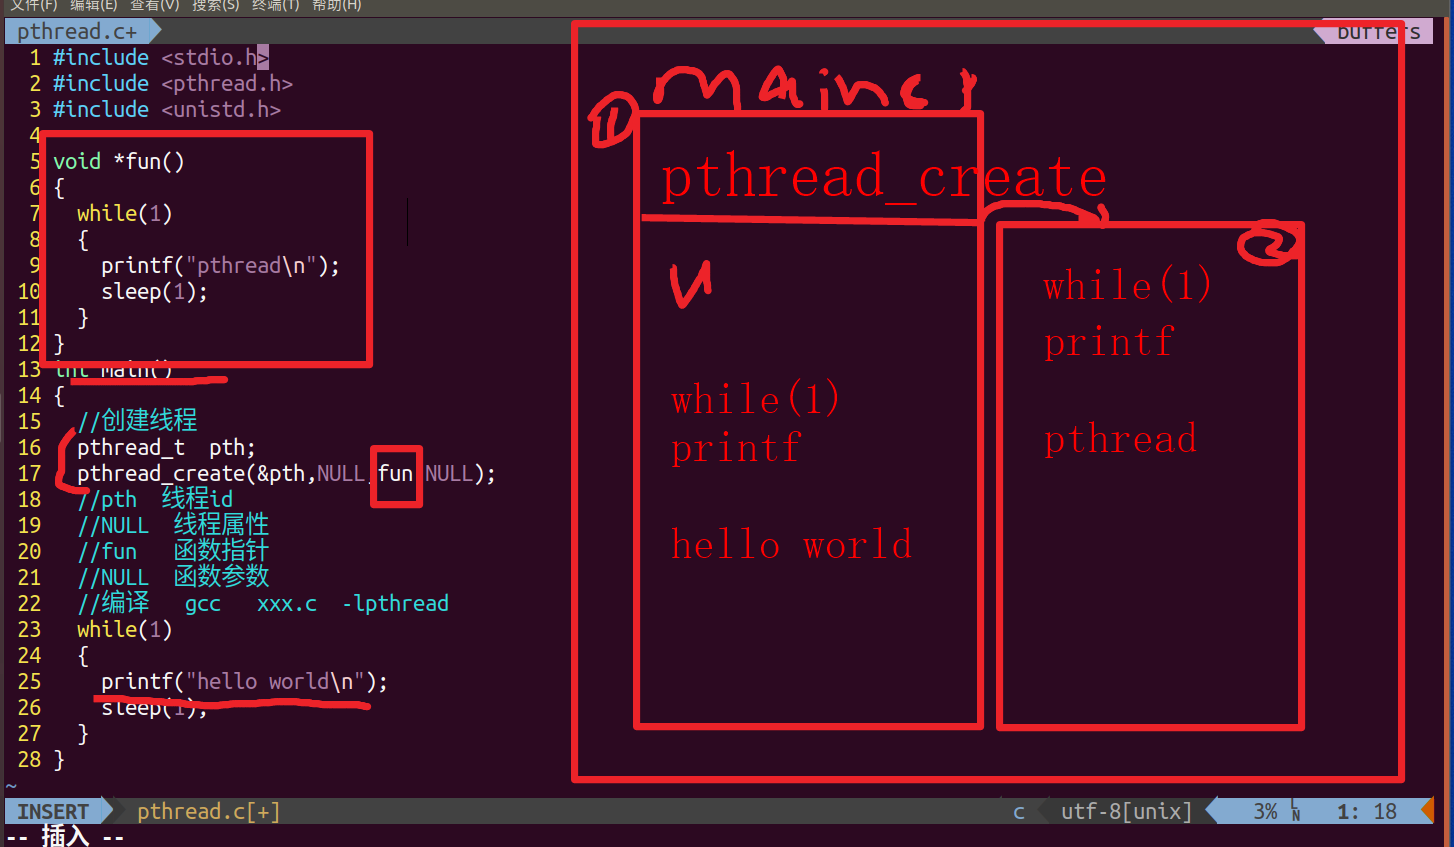 文件(F) 编辑(E) 查看(V) 搜索(S) 终端(T) 帮助(H)
pthread.c+ buffers
1 #include <stdio.h>
2 #include <pthread.h>
3 #include <unistd.h>
4
5 void *fun()
6 {
7 while(1)
8 {
9 printf("pthread\n");
10 sleep(1);
11 }
12 }
13 int main()
14 {
15 //创建线程
16 pthread_t pth;
17 pthread_create(&pth,NULL,fun,NULL);
18 //pth 线程id
19 //NULL 线程属性
20 //fun 函数指针
21 //NULL 函数参数
22 //编译 gcc xxx.c -lpthread
23 while(1)
24 {
25 printf("hello world\n");
26 sleep(1);
27 }
28 }
~
INSERT pthread.c[+] c utf-8[unix] 3% LN 1: 18
-- 插入 --
main()
①
pthread_create
while(1)
printf
hello world
②
while(1)
printf
pthread